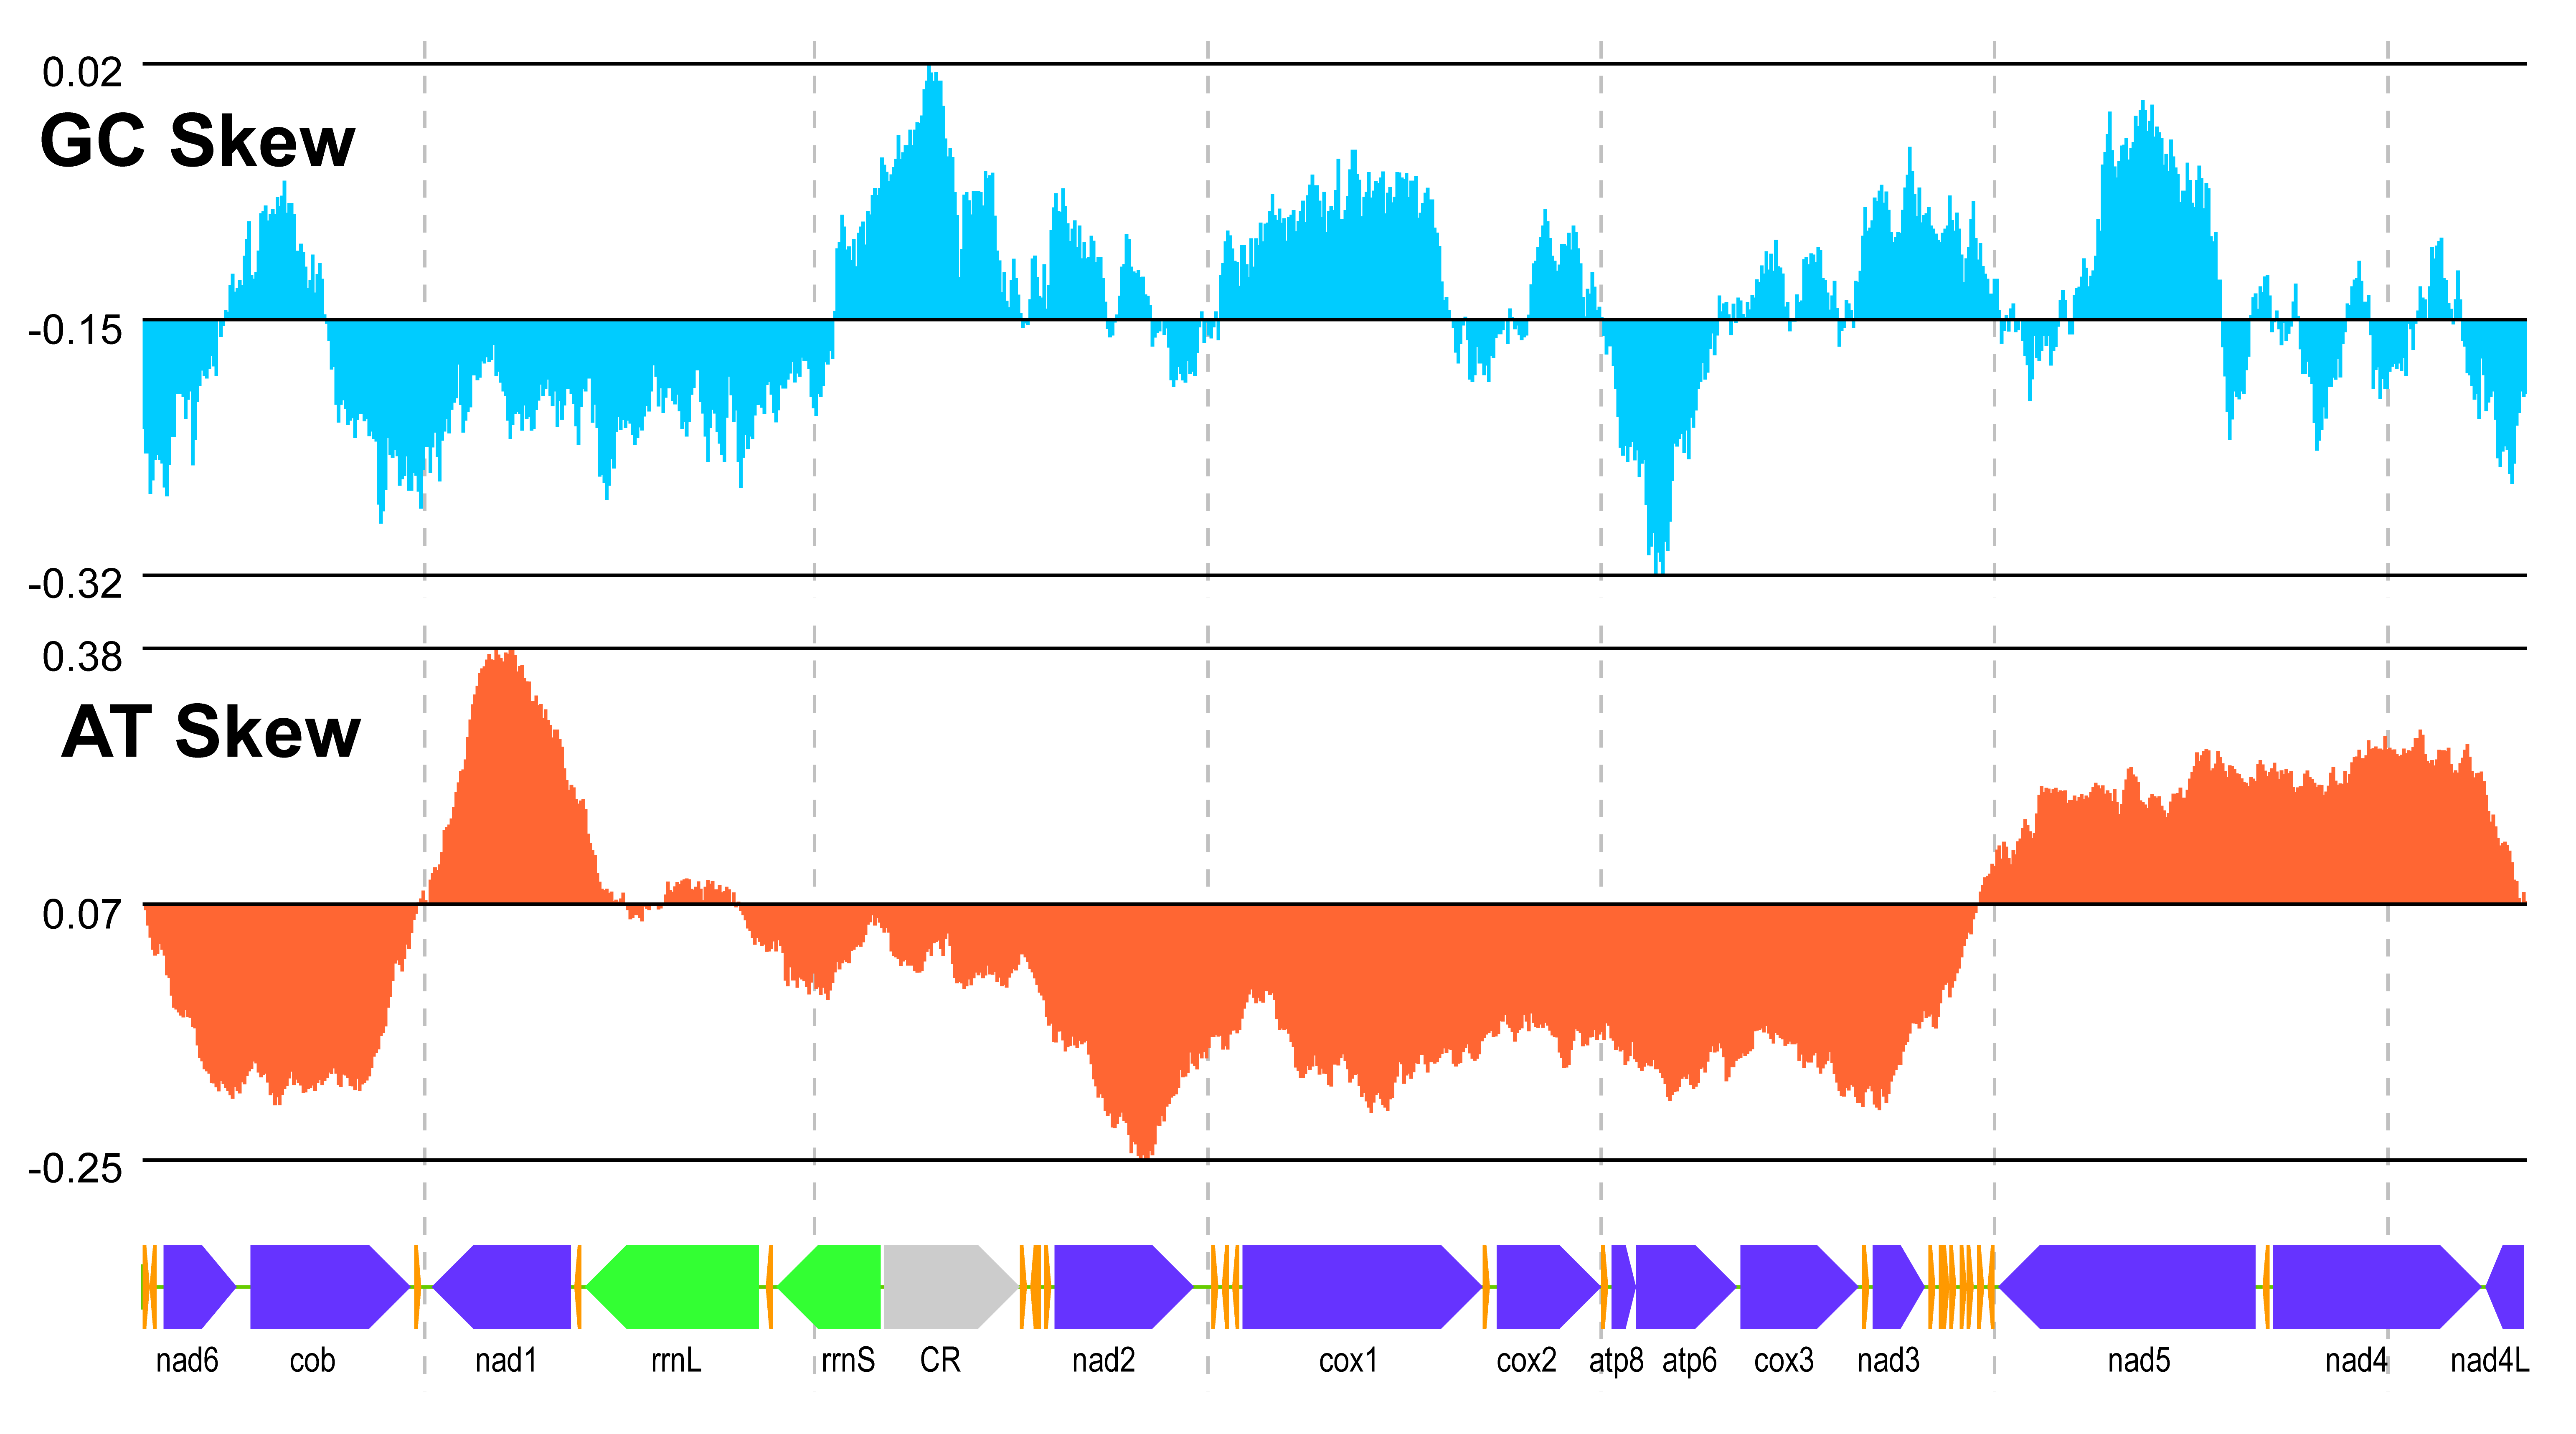 0.02
GC Skew
-0.15
-0.32
0.38
AT Skew
0.07
-0.25
nad6 cob nad1 rrnL rrnS CR nad2 cox1 cox2 atp8 atp6 cox3 nad3 nad5 nad4 nad4L